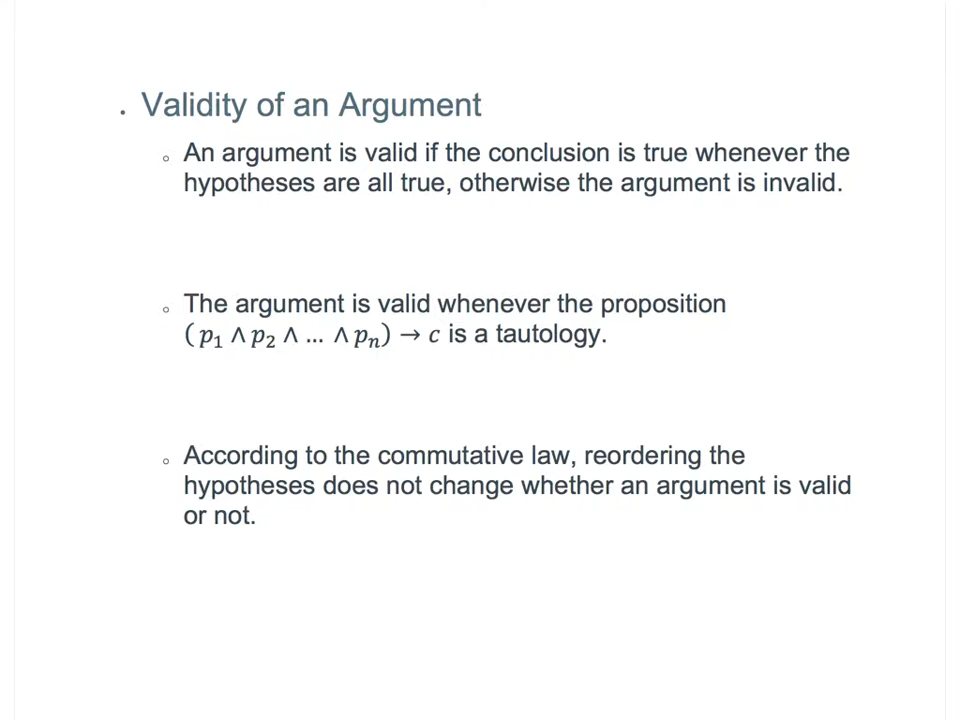 . Validity of an Argument
○ An argument is valid if the conclusion is true whenever the
hypotheses are all true, otherwise the argument is invalid.
○ The argument is valid whenever the proposition
( 𝑝₁ ∧ 𝑝₂ ∧ … ∧ 𝑝ₙ) → 𝑐 is a tautology.
○ According to the commutative law, reordering the
hypotheses does not change whether an argument is valid
or not.